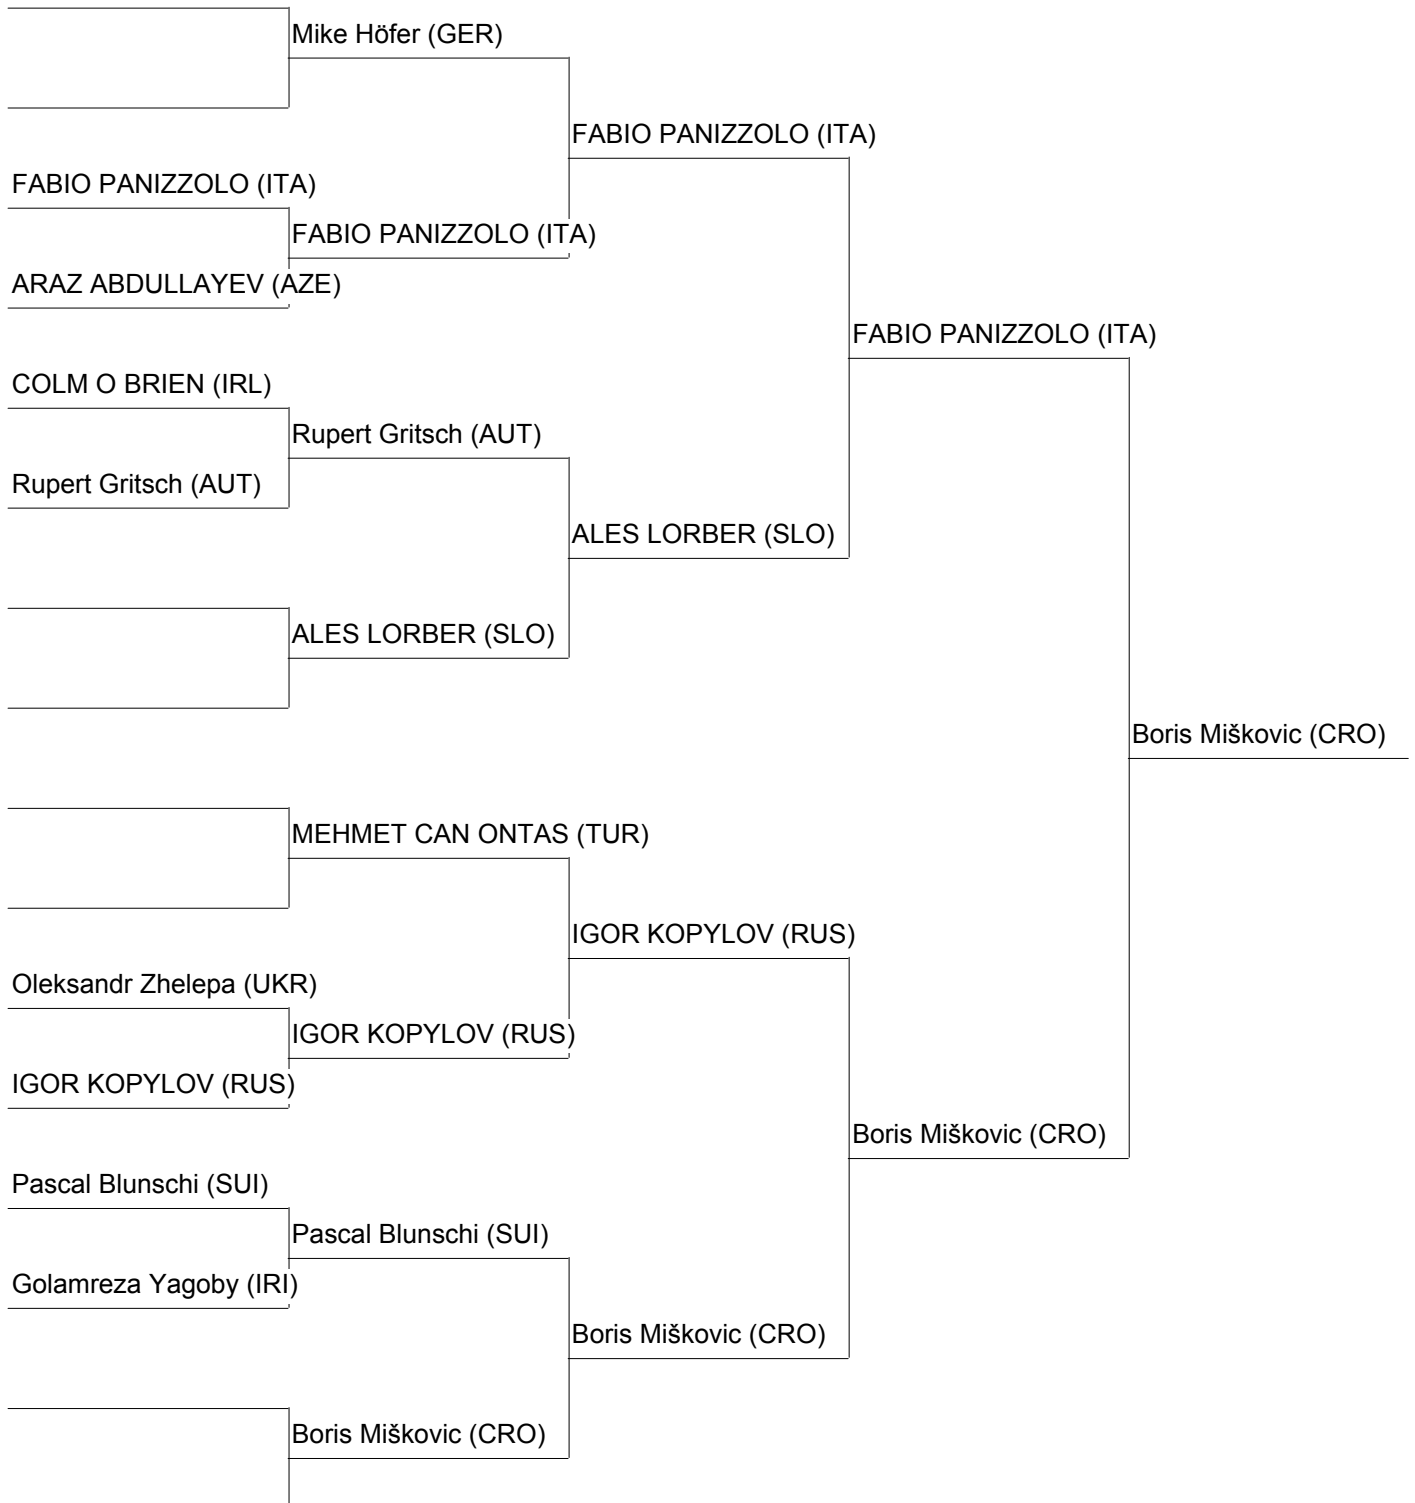 Mike Höfer (GER)
FABIO PANIZZOLO (ITA)
FABIO PANIZZOLO (ITA)
FABIO PANIZZOLO (ITA)
ARAZ ABDULLAYEV (AZE)
FABIO PANIZZOLO (ITA)
COLM O BRIEN (IRL)
Rupert Gritsch (AUT)
Rupert Gritsch (AUT)
ALES LORBER (SLO)
ALES LORBER (SLO)
Boris Miškovic (CRO)
MEHMET CAN ONTAS (TUR)
IGOR KOPYLOV (RUS)
Oleksandr Zhelepa (UKR)
IGOR KOPYLOV (RUS)
IGOR KOPYLOV (RUS)
Boris Miškovic (CRO)
Pascal Blunschi (SUI)
Pascal Blunschi (SUI)
Golamreza Yagoby (IRI)
Boris Miškovic (CRO)
Boris Miškovic (CRO)